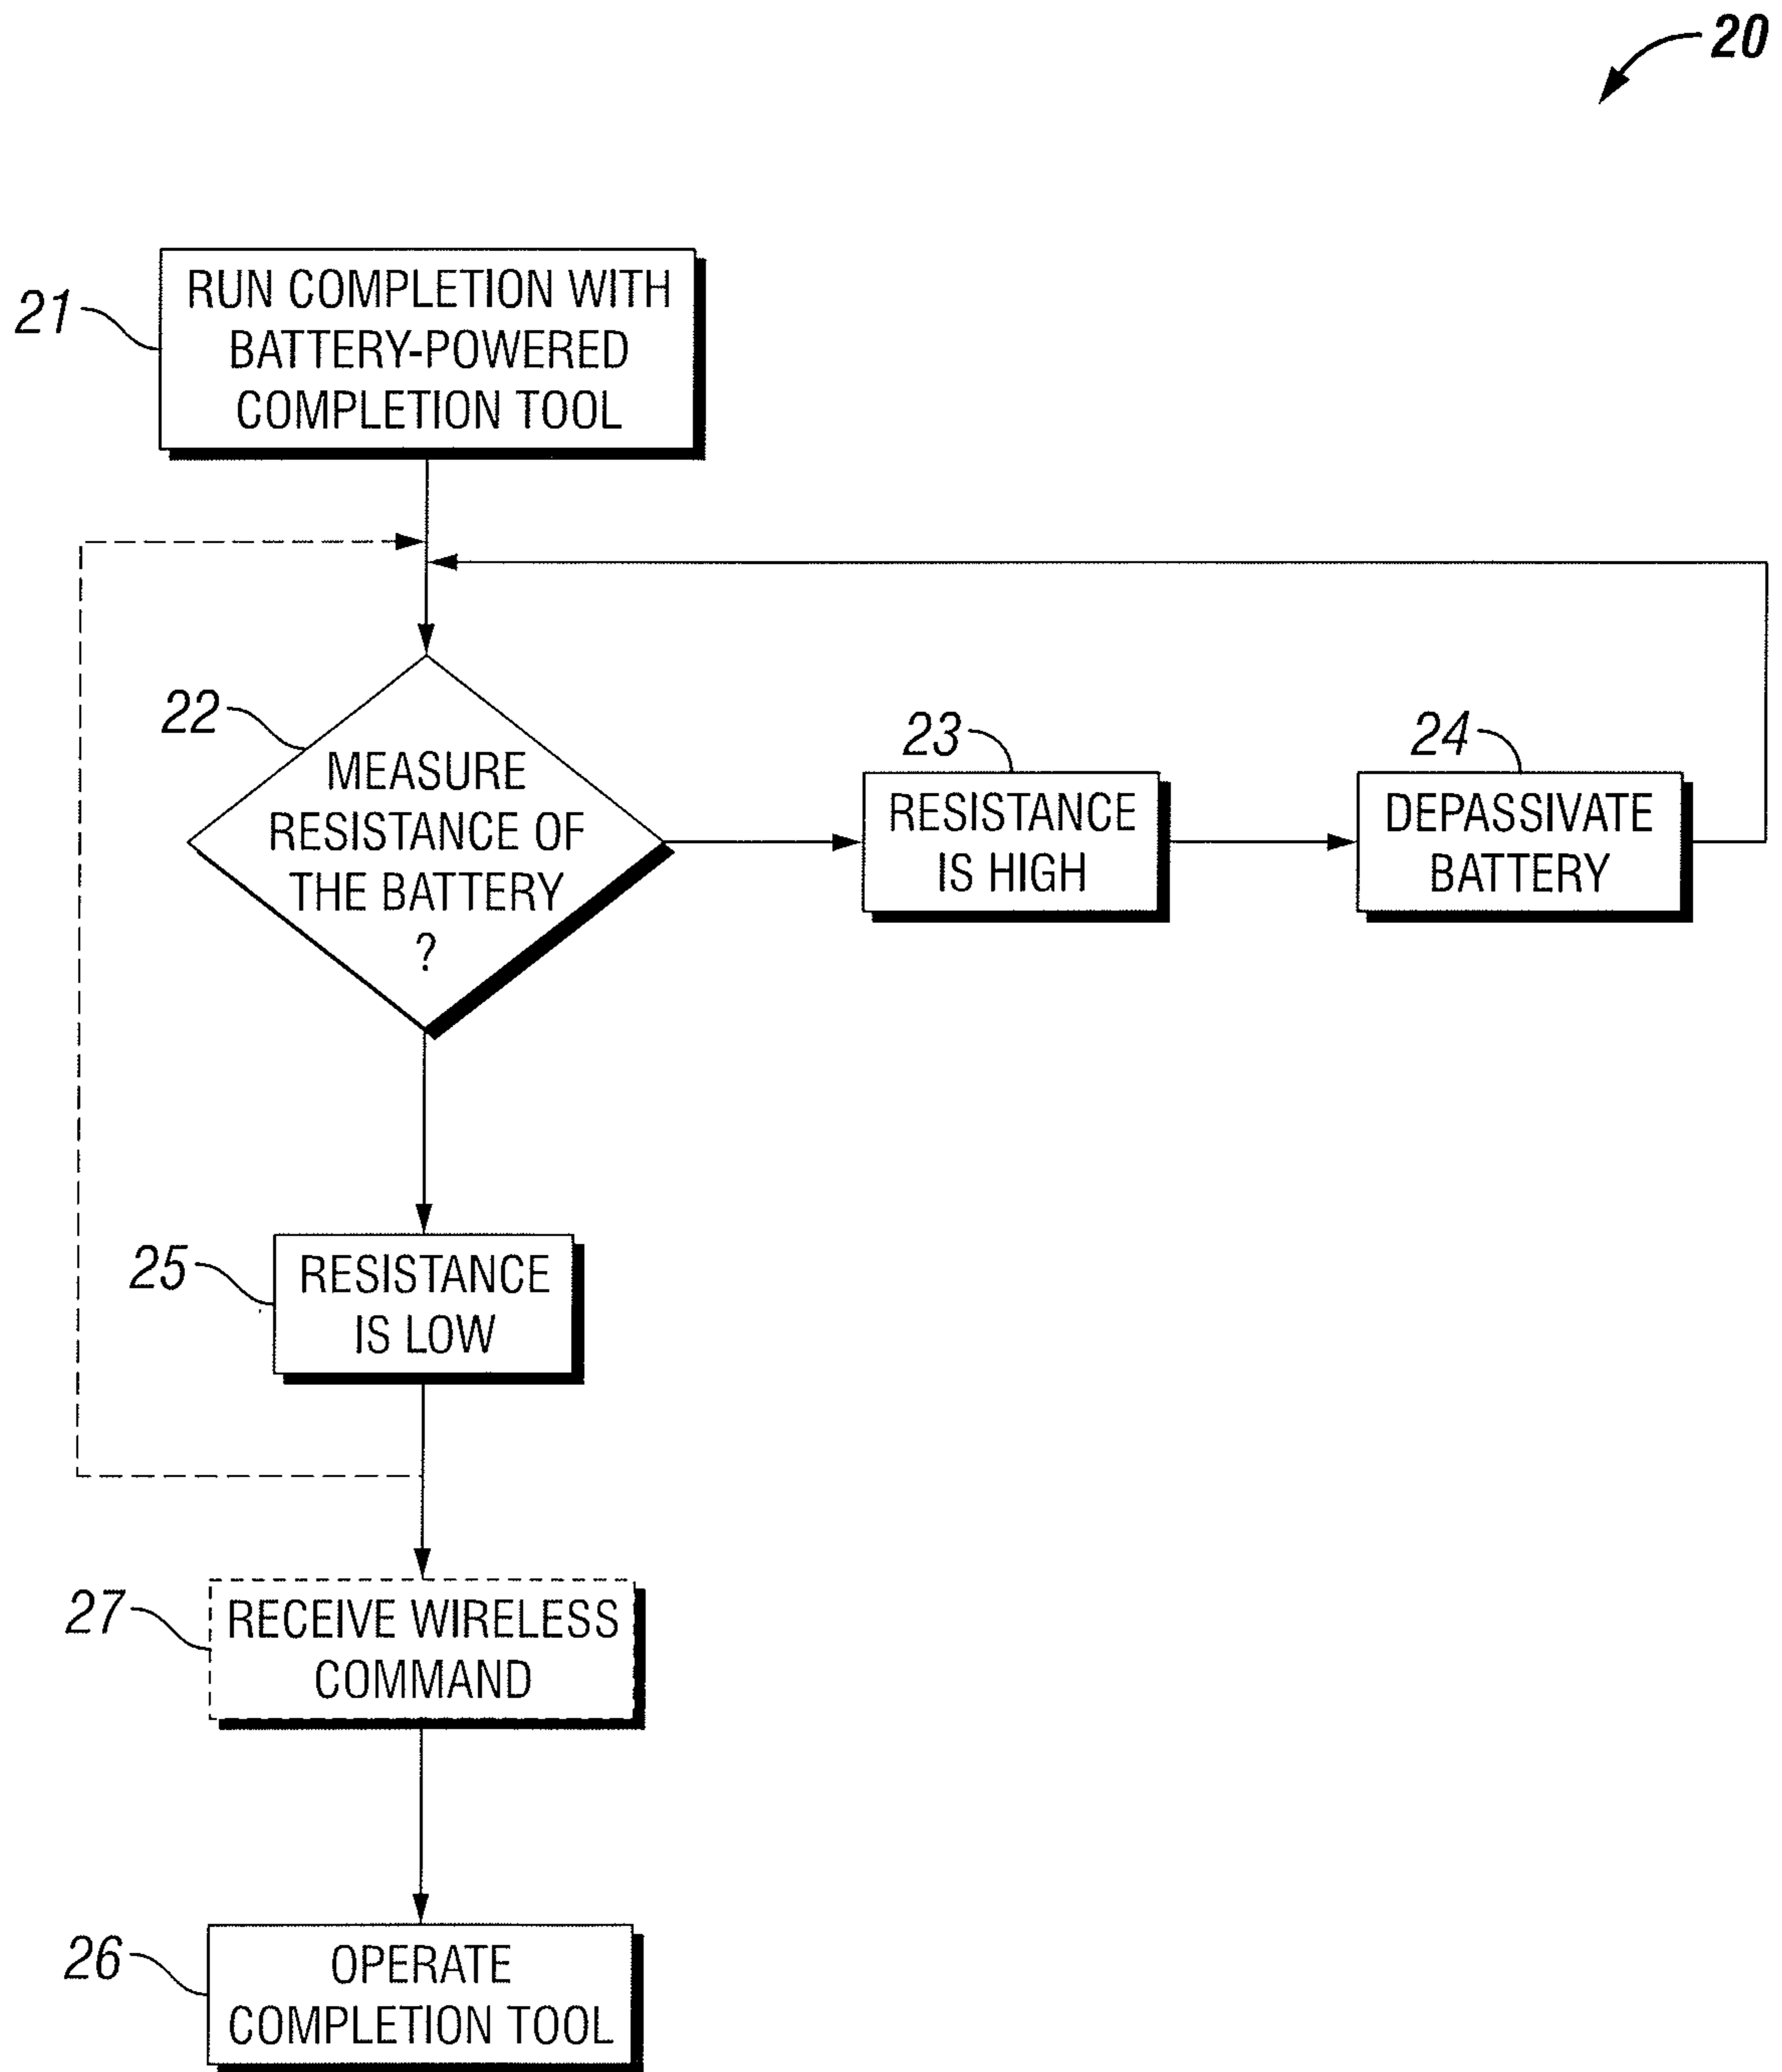 20
21
RUN COMPLETION WITH
BATTERY-POWERED
COMPLETION TOOL
22
MEASURE
RESISTANCE OF
THE BATTERY
?
23
RESISTANCE
IS HIGH
24
DEPASSIVATE
BATTERY
25
RESISTANCE
IS LOW
27
RECEIVE WIRELESS
COMMAND
26
OPERATE
COMPLETION TOOL